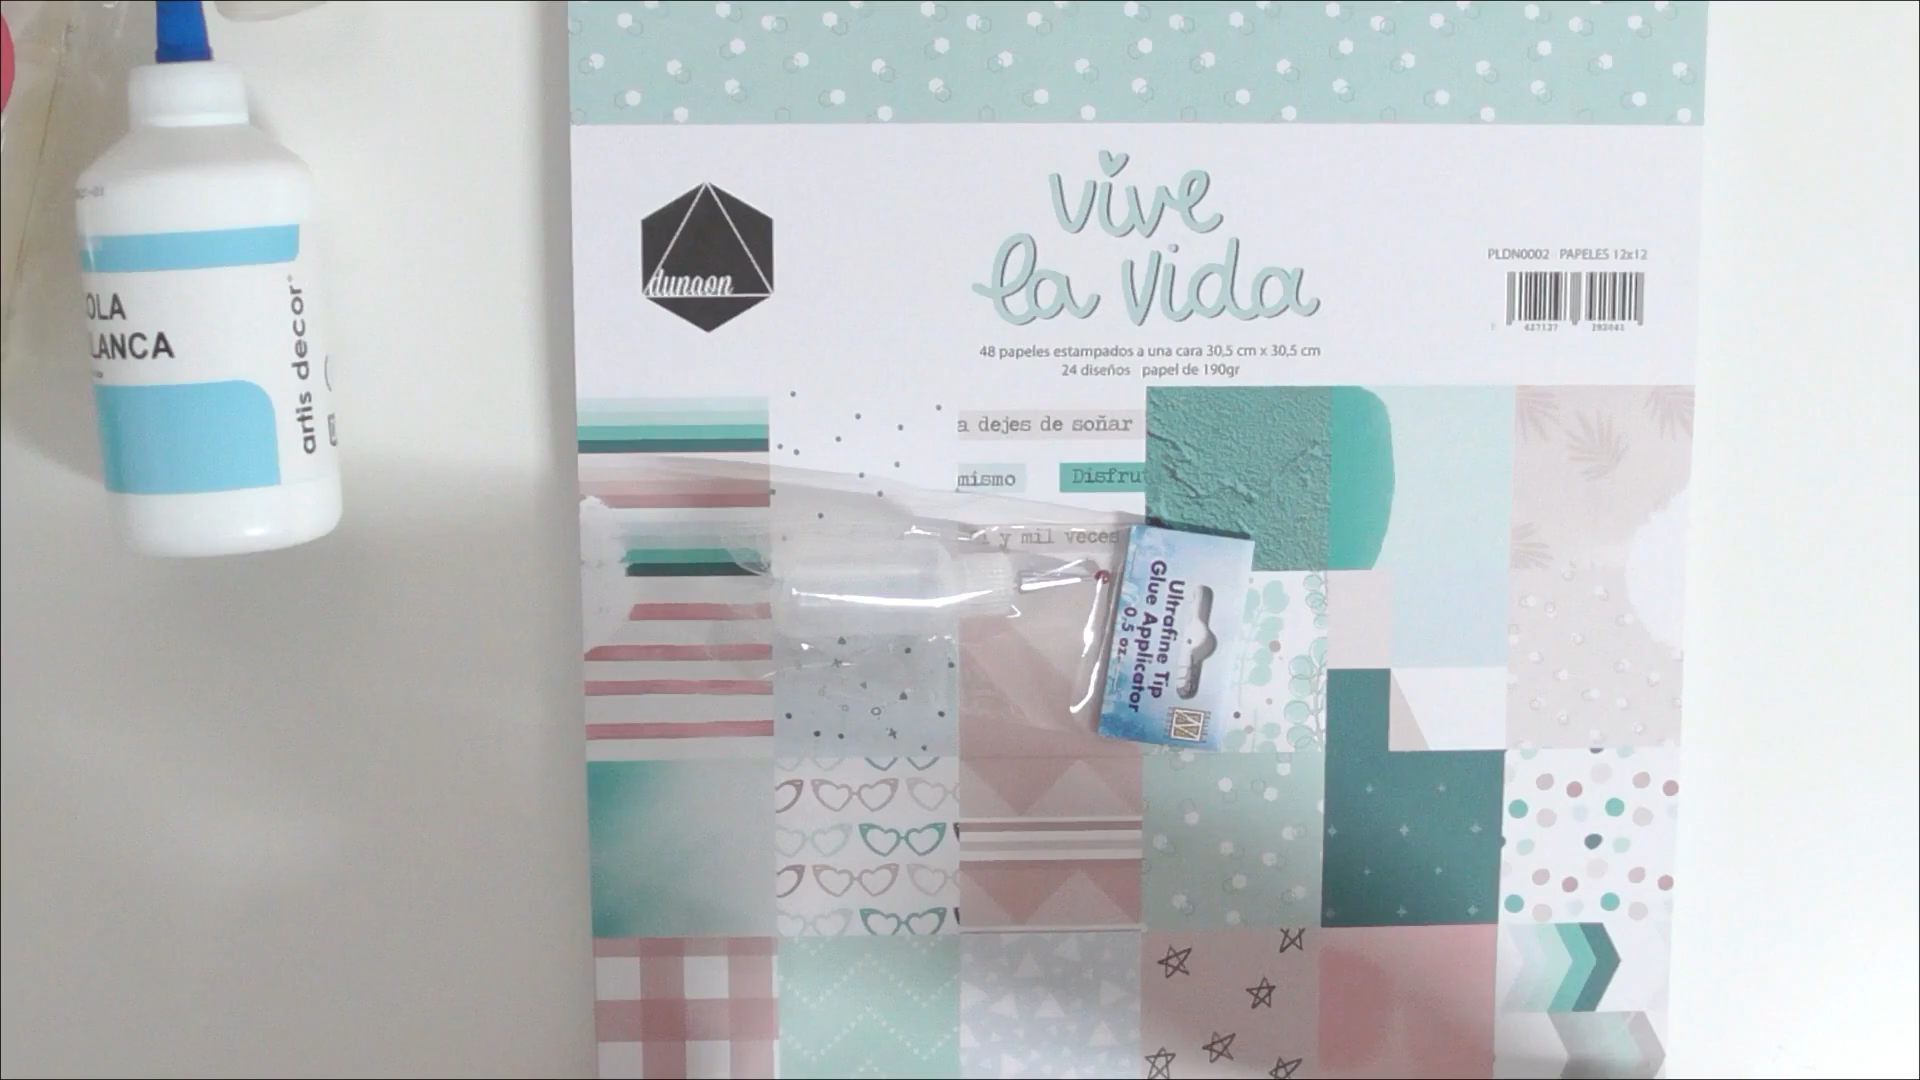 OLA
LANCA
artis decor
dunaon
vive
la vida
48 papeles estampados a una cara 30,5 cm x 30,5 cm
24 diseños papel de 190gr
PLDN0002 PAPELES 12x12
a dejes de soñar
mismo
Disfrut
y mil veces
Ultrafine Tip
Glue Applicator
0,5 oz